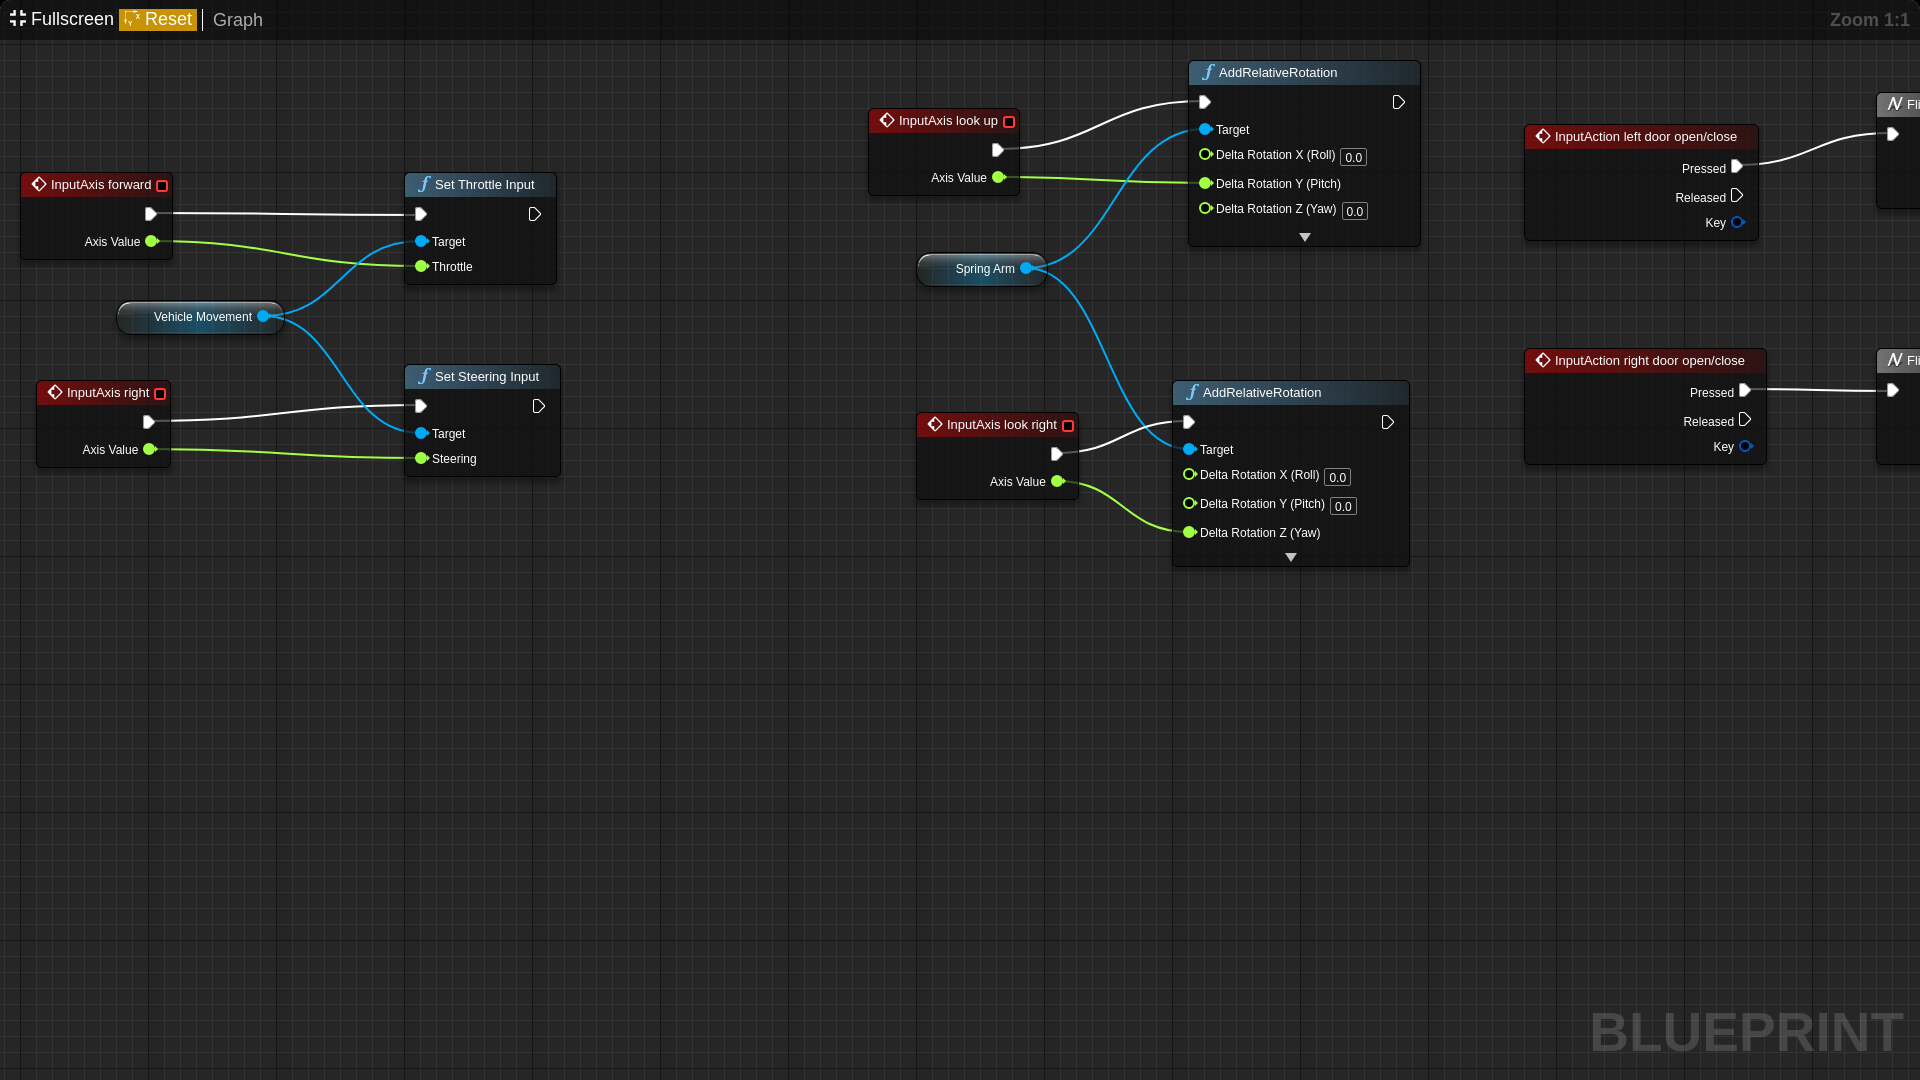 Fullscreen Reset Graph Zoom 1:1
InputAxis forward
Axis Value
Set Throttle Input
Target
Throttle
Vehicle Movement
InputAxis right
Axis Value
Set Steering Input
Target
Steering
InputAxis look up
Axis Value
AddRelativeRotation
Target
Delta Rotation X (Roll) 0.0
Delta Rotation Y (Pitch)
Delta Rotation Z (Yaw) 0.0
Spring Arm
InputAxis look right
Axis Value
AddRelativeRotation
Target
Delta Rotation X (Roll) 0.0
Delta Rotation Y (Pitch) 0.0
Delta Rotation Z (Yaw)
InputAction left door open/close
Pressed
Released
Key
InputAction right door open/close
Pressed
Released
Key
BLUEPRINT